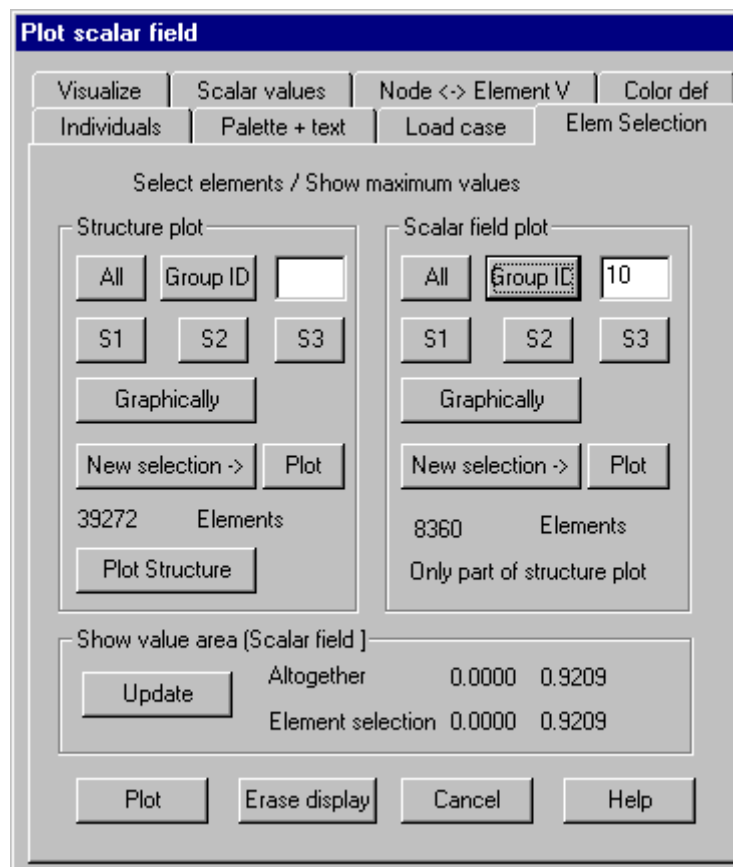 Plot scalar field
Visualize Scalar values Node <-> Element V Color def
Individuals Palette + text Load case Elem Selection
Select elements / Show maximum values
Structure plot
All Group ID
S1 S2 S3
Graphically
New selection -> Plot
39272 Elements
Plot Structure
Scalar field plot
All Group ID 10
S1 S2 S3
Graphically
New selection -> Plot
8360 Elements
Only part of structure plot
Show value area (Scalar field ]
Update
Altogether 0.0000 0.9209
Element selection 0.0000 0.9209
Plot Erase display Cancel Help